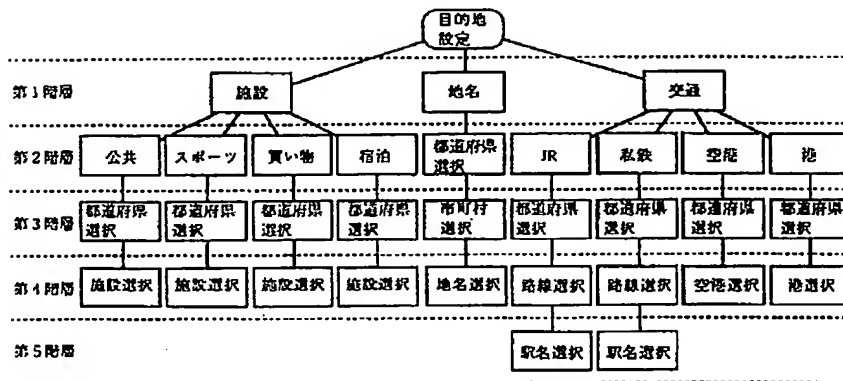 目的地
設定
第1階層
施設
地名
交通
第2階層
公共
スポーツ
買い物
宿泊
都道府県
選択
JR
私鉄
空港
港
第3階層
都道府県
選択
都道府県
選択
都道府県
選択
都道府県
選択
市町村
選択
都道府県
選択
都道府県
選択
都道府県
選択
都道府県
選択
第4階層
施設選択
施設選択
施設選択
施設選択
地名選択
路線選択
路線選択
空港選択
港選択
第5階層
駅名選択
駅名選択